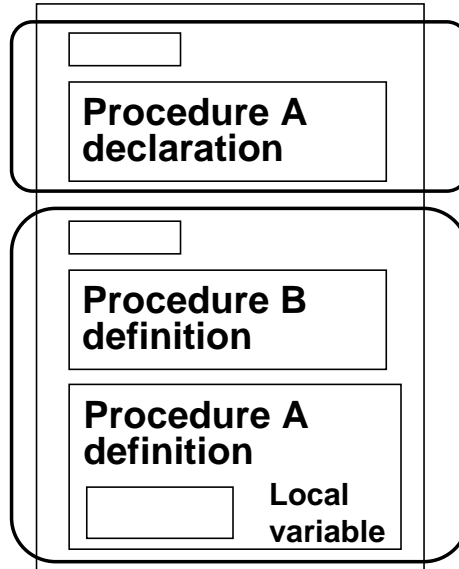 Procedure A
declaration
Procedure B
definition
Procedure A
definition
Local
variable